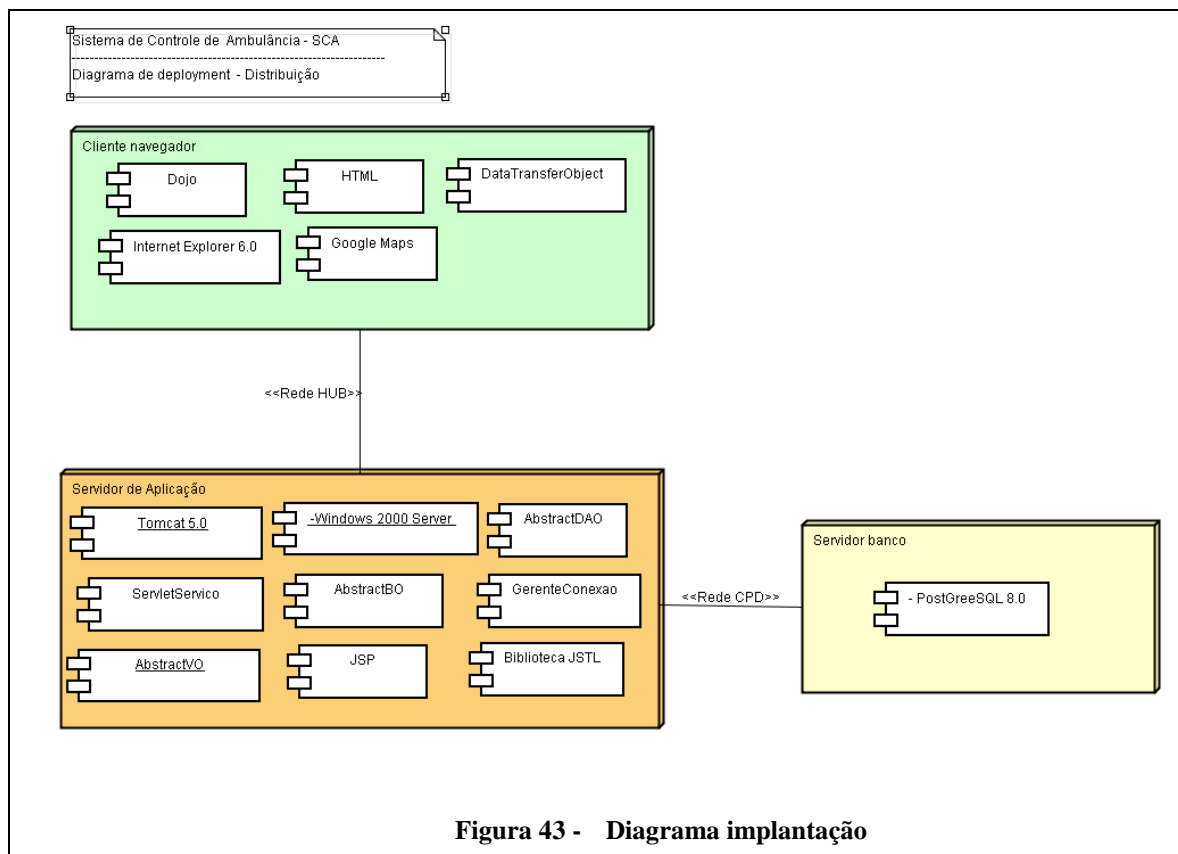 Sistema de Controle de Ambulância - SCA
------------------------------------------------------------
Diagrama de deployment - Distribuição
Cliente navegador
Dojo
HTML
DataTransferObject
Internet Explorer 6.0
Google Maps
<<Rede HUB>>
Servidor de Aplicação
Tomcat 5.0
-Windows 2000 Server
AbstractDAO
ServletServico
AbstractBO
GerenteConexao
AbstractVO
JSP
Biblioteca JSTL
<<Rede CPD>>
Servidor banco
- PostGreeSQL 8.0
Figura 43 - Diagrama implantação